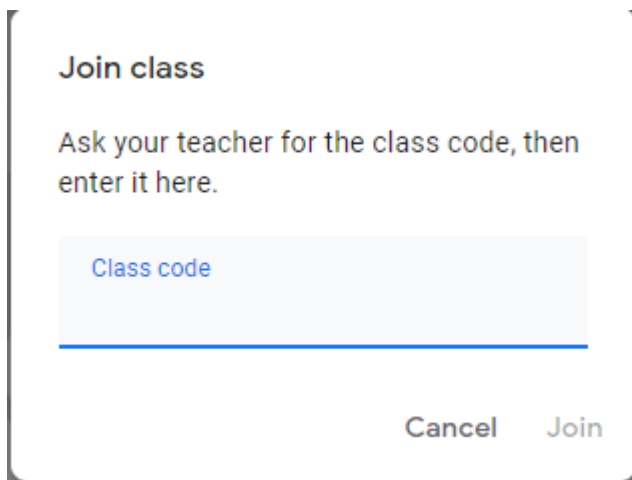 Join class
Ask your teacher for the class code, then
enter it here.
Class code
Cancel Join